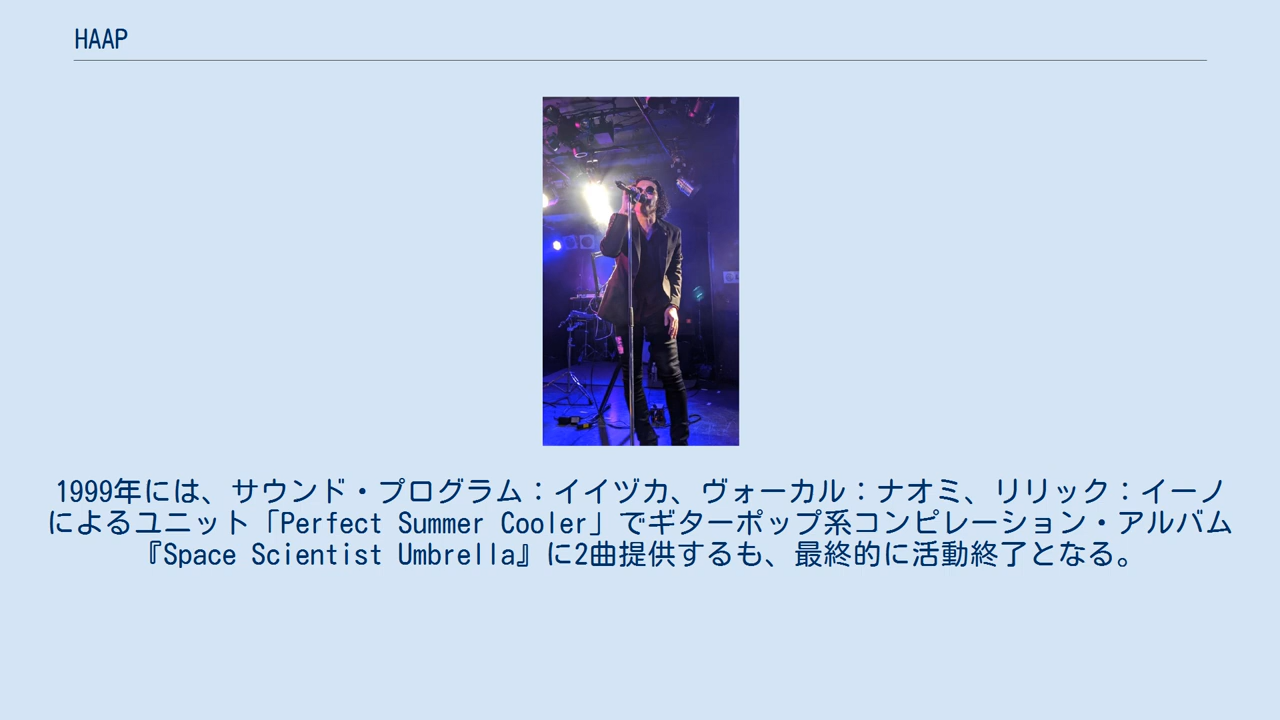 HAAP
1999年には、サウンド・プログラム：イイヅカ、ヴォーカル：ナオミ、リリック：イーノ
によるユニット「Perfect Summer Cooler」でギターポップ系コンピレーション・アルバム
『Space Scientist Umbrella』に2曲提供するも、最終的に活動終了となる。